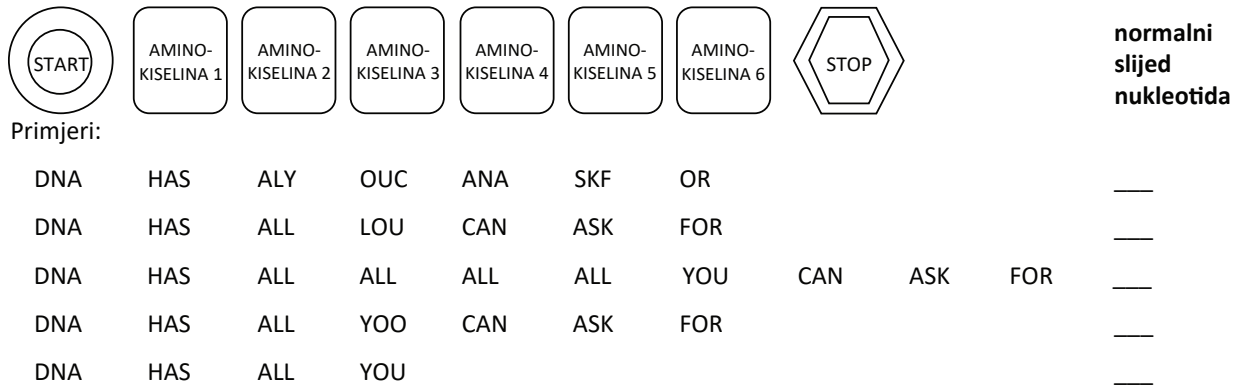 START
AMINO-
KISELINA 1
AMINO-
KISELINA 2
AMINO-
KISELINA 3
AMINO-
KISELINA 4
AMINO-
KISELINA 5
AMINO-
KISELINA 6
STOP
normalni
slijed
nukleotida
Primjeri:
DNA HAS ALY OUC ANA SKF OR ___
DNA HAS ALL LOU CAN ASK FOR ___
DNA HAS ALL ALL ALL ALL YOU CAN ASK FOR ___
DNA HAS ALL YOO CAN ASK FOR ___
DNA HAS ALL YOU ___